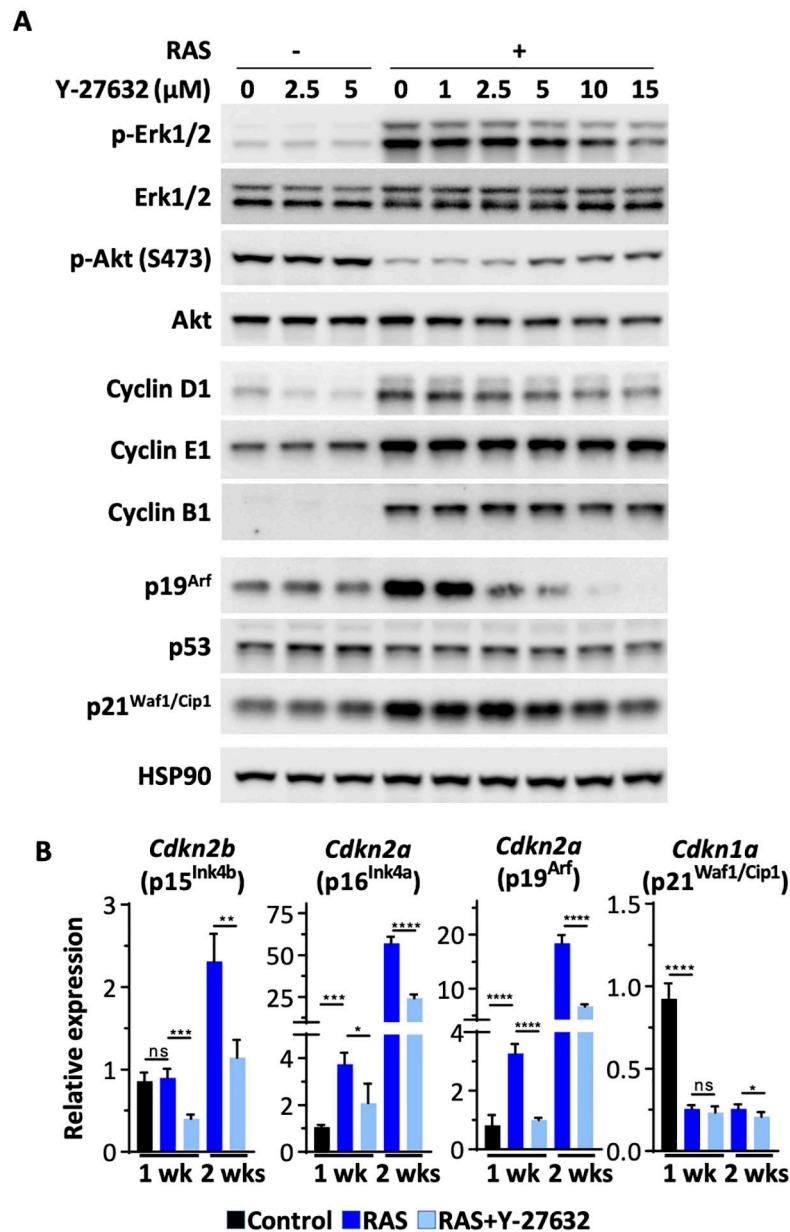 A
RAS - +
Y-27632 (µM) 0 2.5 5 0 1 2.5 5 10 15
p-Erk1/2
Erk1/2
p-Akt (S473)
Akt
Cyclin D1
Cyclin E1
Cyclin B1
p19Arf
p53
p21Waf1/Cip1
HSP90
B
Cdkn2b Cdkn2a Cdkn2a Cdkn1a
(p15Ink4b) (p16Ink4a) (p19Arf) (p21Waf1/Cip1)
Relative expression
3
2
1
0
ns
***
**
1 wk 2 wks
75
50
25
4
2
0
***
*
****
1 wk 2 wks
20
10
4
2
0
****
****
****
1 wk 2 wks
1.5
1.0
0.5
0.0
****
ns
*
1 wk 2 wks
Control RAS RAS+Y-27632